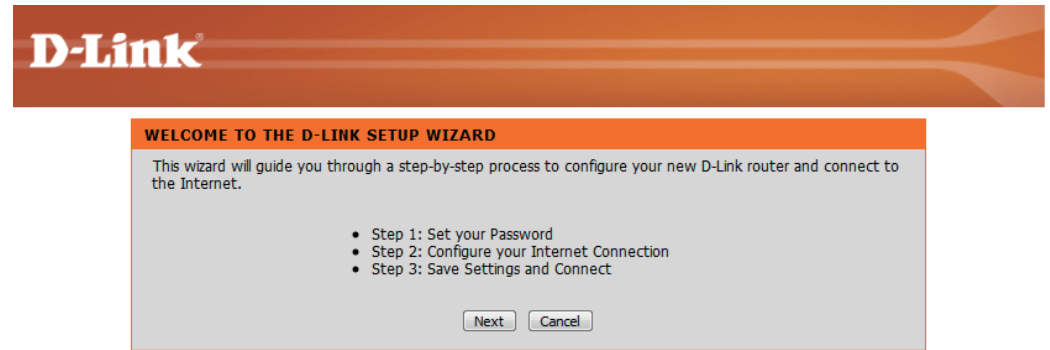 D-Link®
WELCOME TO THE D-LINK SETUP WIZARD
This wizard will guide you through a step-by-step process to configure your new D-Link router and connect to
the Internet.
• Step 1: Set your Password
• Step 2: Configure your Internet Connection
• Step 3: Save Settings and Connect
Next Cancel